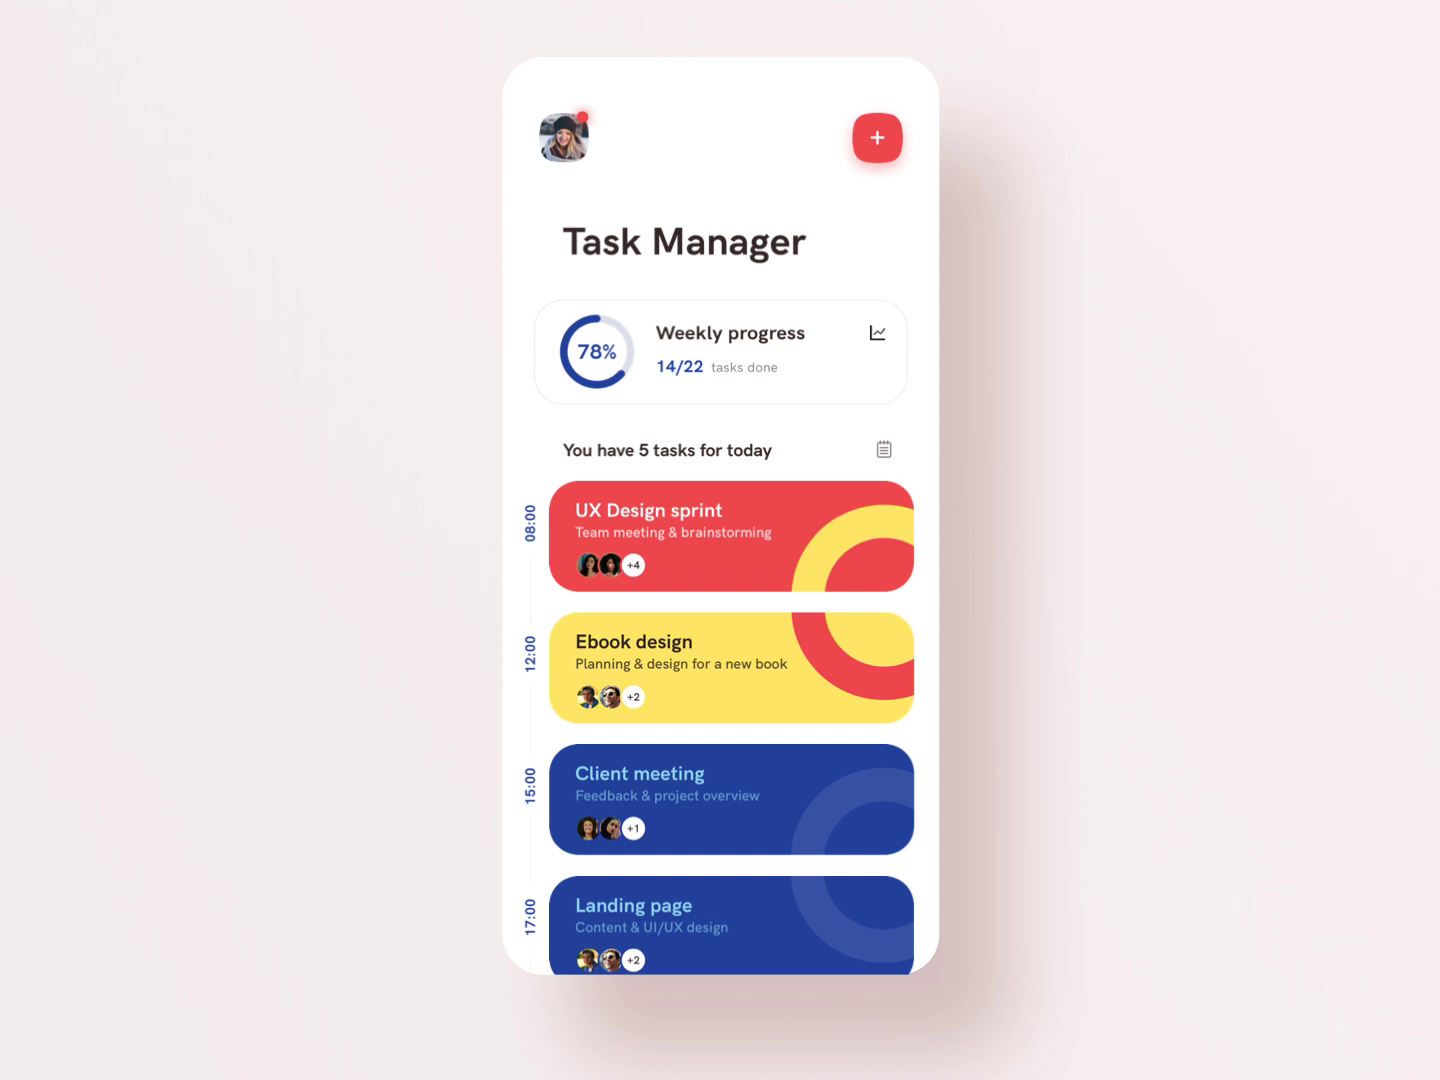 Task Manager
78%
Weekly progress
14/22 tasks done
You have 5 tasks for today
08:00
UX Design sprint
Team meeting & brainstorming
+4
12:00
Ebook design
Planning & design for a new book
+2
15:00
Client meeting
Feedback & project overview
+1
17:00
Landing page
Content & UI/UX design
+2